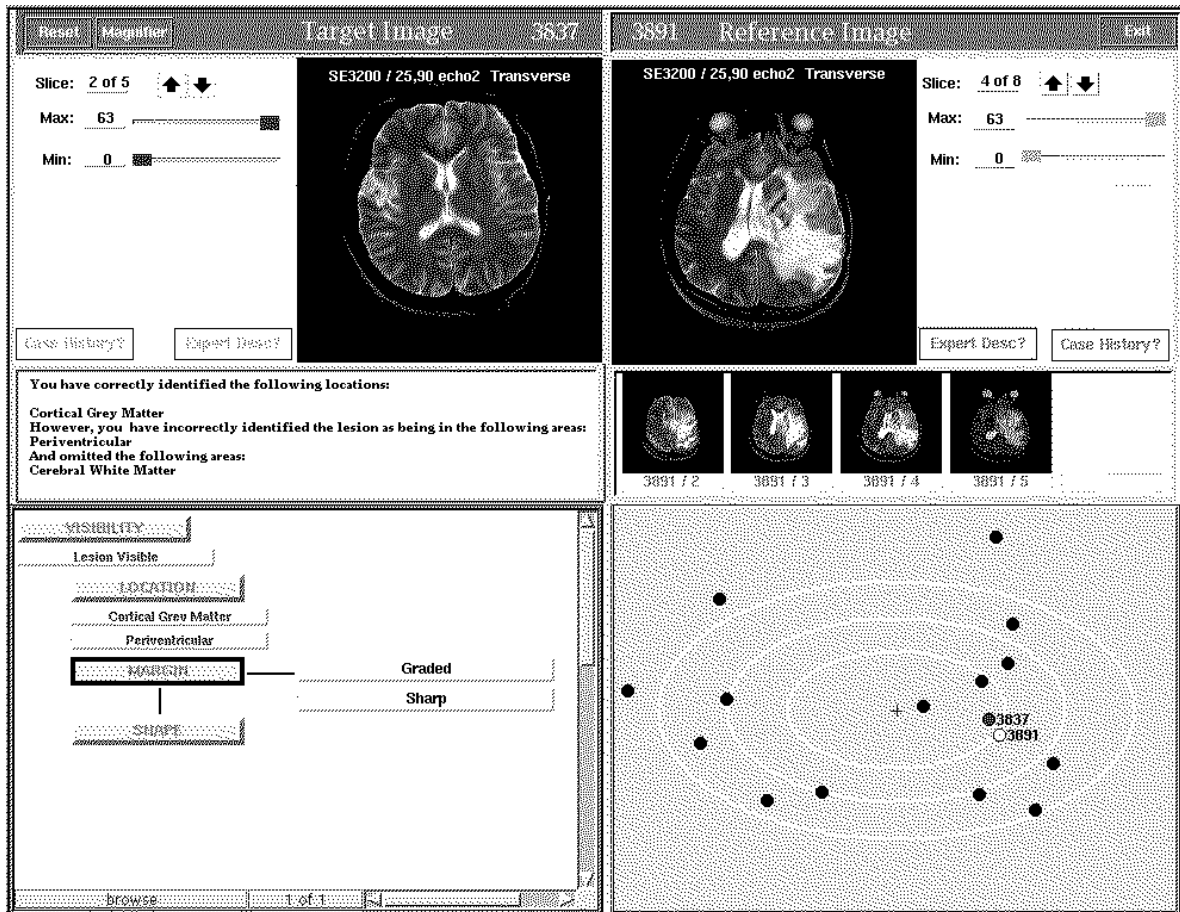 Reset Magnifier Target Image 3837
3891 Reference Image Exit
SE3200 / 25,90 echo2 Transverse
Slice: 2 of 5
Max: 63
Min: 0
Case History? Expert Desc?
SE3200 / 25,90 echo2 Transverse
Slice: 4 of 8
Max: 63
Min: 0
Expert Desc? Case History?
You have correctly identified the following locations:
Cortical Grey Matter
However, you have incorrectly identified the lesion as being in the following areas:
Periventricular
And omitted the following areas:
Cerebral White Matter
3891 / 2 3891 / 3 3891 / 4 3891 / 5
VISIBILITY
Lesion Visible
LOCATION
Cortical Grey Matter
Periventricular
MARGIN Graded
Sharp
SHAPE
browse 1 of 1
3837
3891